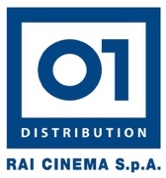 01
DISTRIBUTION
RAI CINEMA S.p.A.